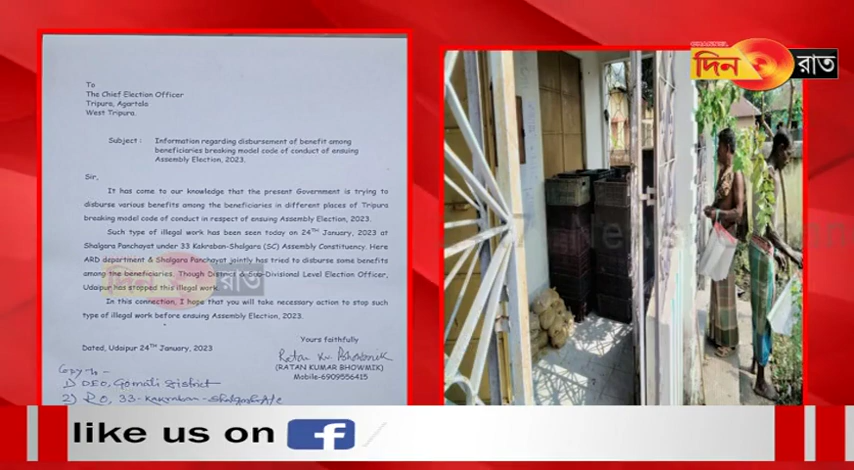 CHANNEL
দিন রাত
To
The Chief Election Officer
Tripura, Agartala
West Tripura.
Subject : Information regarding disbursement of benefit among
beneficiaries breaking model code of conduct of ensuing
Assembly Election, 2023.
Sir,
It has come to our knowledge that the present Government is trying to
disburse various benefits among the beneficiaries in different places of Tripura
breaking model code of conduct in respect of ensuing Assembly Election, 2023.
Such type of illegal work has been seen today on 24TH January, 2023 at
Shalgara Panchayat under 33 Kakraban-Shalgara (SC) Assembly Constituency. Here
ARD department & Shalgara Panchayat jointly has tried to disburse some benefits
among the beneficiaries. Though District & Sub-Divisional Level Election Officer,
Udaipur has stopped this illegal work.
In this connection, I hope that you will take necessary action to stop such
type of illegal work before ensuing Assembly Election, 2023.
Yours faithfully
Dated, Udaipur 24TH January, 2023
Ratan Kr Bhowmik
(RATAN KUMAR BHOWMIK)
Mobile-6909556415
Copy to -
1) DEO, Gomati District
2) RO, 33-Kakraban-Shalgara A/c
দিন রাত
like us on f